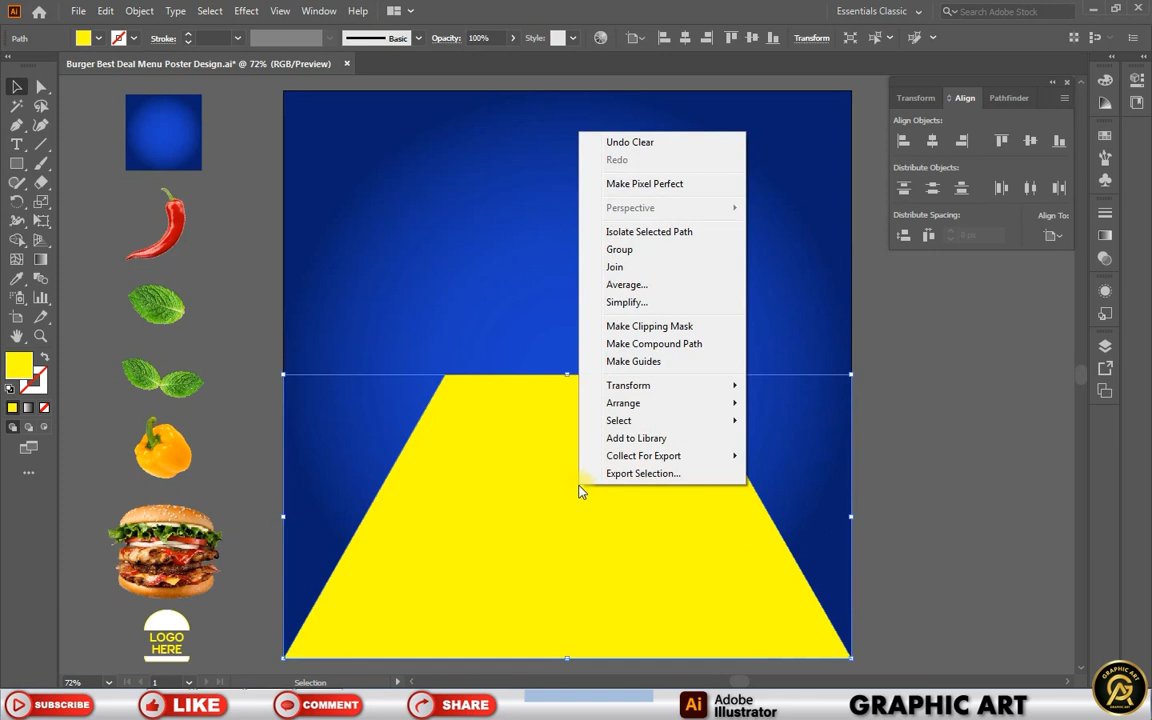 Ai File Edit Object Type Select Effect View Window Help Essentials Classic Search Adobe Stock
Path Stroke: Basic Opacity: 100% Style: Transform
Burger Best Deal Menu Poster Design.ai* @ 72% (RGB/Preview) ×
Transform Align Pathfinder
Align Objects:
Distribute Objects:
Distribute Spacing: Align To:
0 px
Undo Clear
Redo
Make Pixel Perfect
Perspective
Isolate Selected Path
Group
Join
Average...
Simplify...
Make Clipping Mask
Make Compound Path
Make Guides
Transform
Arrange
Select
Add to Library
Collect For Export
Export Selection...
LOGO
HERE
72% 1 Selection
SUBSCRIBE LIKE COMMENT SHARE Ai Adobe Illustrator GRAPHIC ART